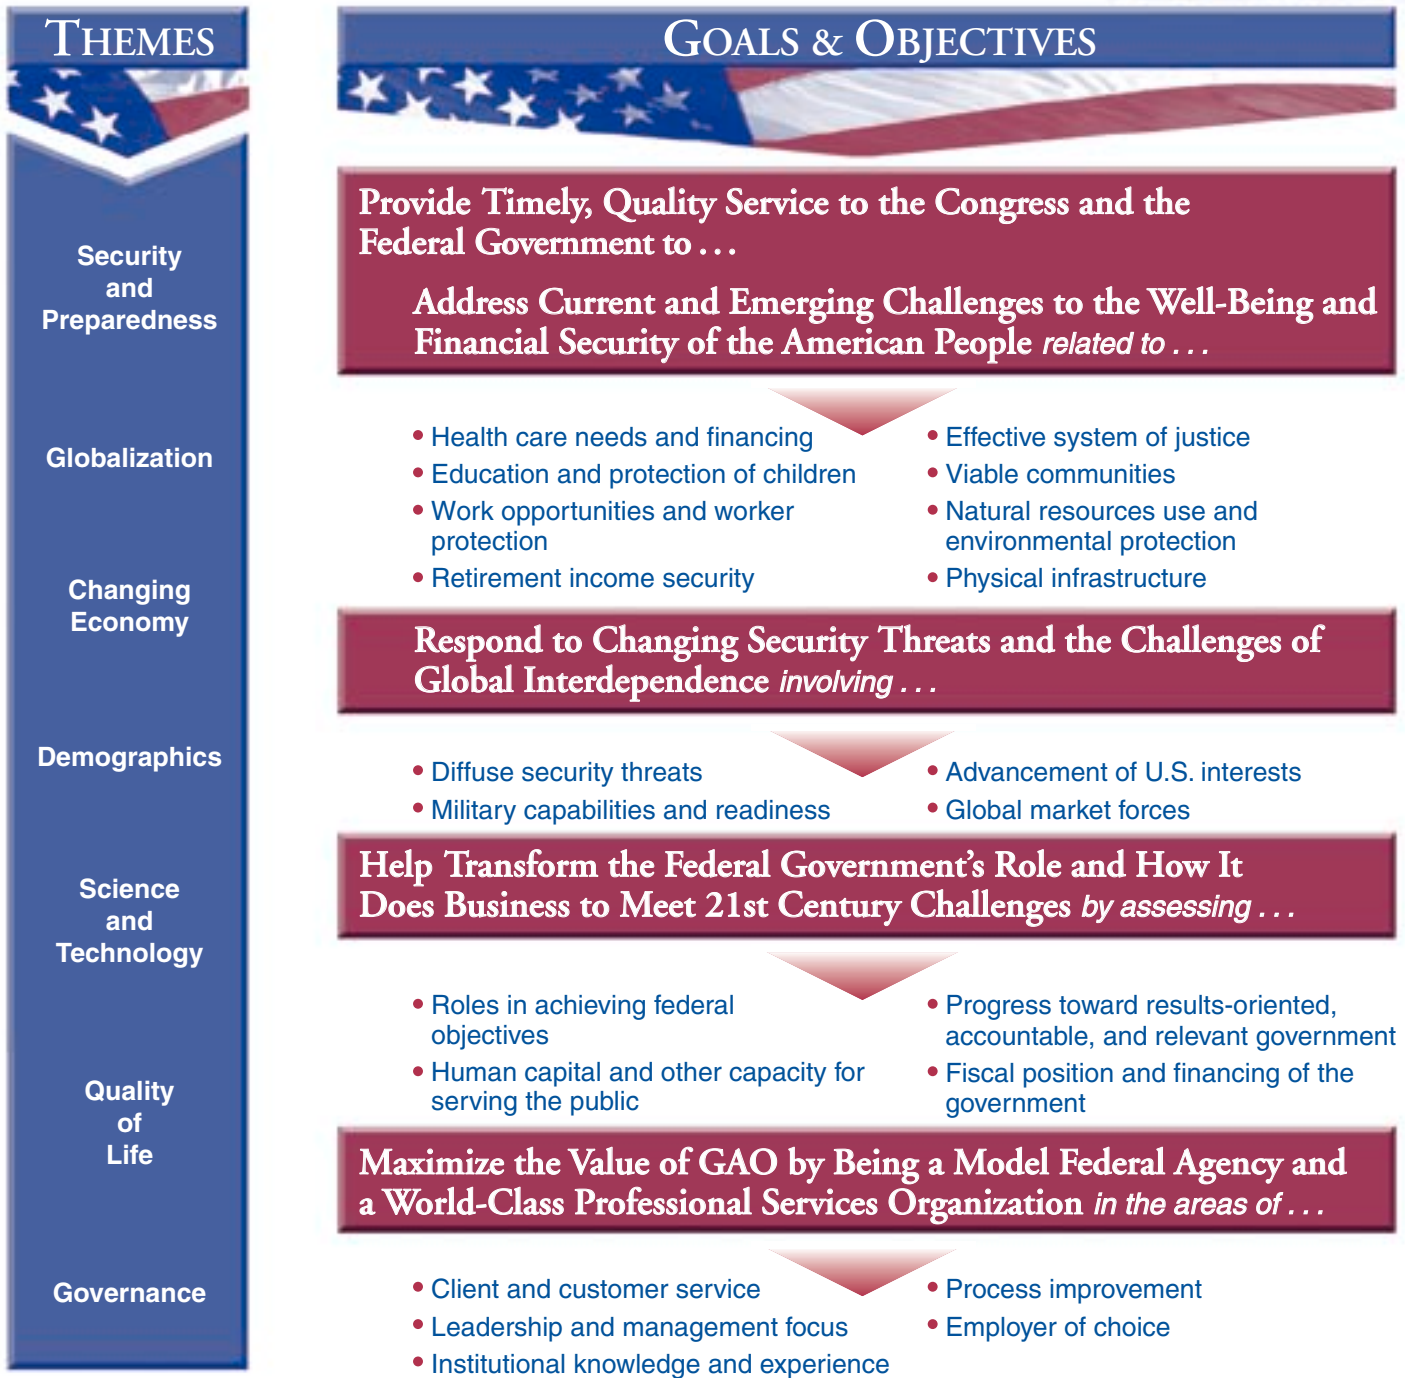 THEMES
Security
and
Preparedness
Globalization
Changing
Economy
Demographics
Science
and
Technology
Quality
of
Life
Governance
GOALS & OBJECTIVES
Provide Timely, Quality Service to the Congress and the
Federal Government to . . .
Address Current and Emerging Challenges to the Well-Being and
Financial Security of the American People related to . . .
• Health care needs and financing
• Education and protection of children
• Work opportunities and worker
protection
• Retirement income security
• Effective system of justice
• Viable communities
• Natural resources use and
environmental protection
• Physical infrastructure
Respond to Changing Security Threats and the Challenges of
Global Interdependence involving . . .
• Diffuse security threats
• Military capabilities and readiness
• Advancement of U.S. interests
• Global market forces
Help Transform the Federal Government's Role and How It
Does Business to Meet 21st Century Challenges by assessing . . .
• Roles in achieving federal
objectives
• Human capital and other capacity for
serving the public
• Progress toward results-oriented,
accountable, and relevant government
• Fiscal position and financing of the
government
Maximize the Value of GAO by Being a Model Federal Agency and
a World-Class Professional Services Organization in the areas of . . .
• Client and customer service
• Leadership and management focus
• Institutional knowledge and experience
• Process improvement
• Employer of choice